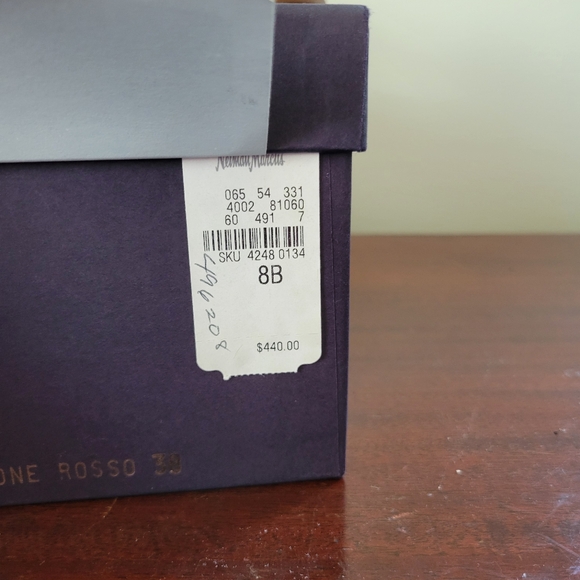 Neiman Marcus
065 54 331
4002 81060
60 491 7
SKU 4248 0134
8B
496208
$440.00
ONE ROSSO 38